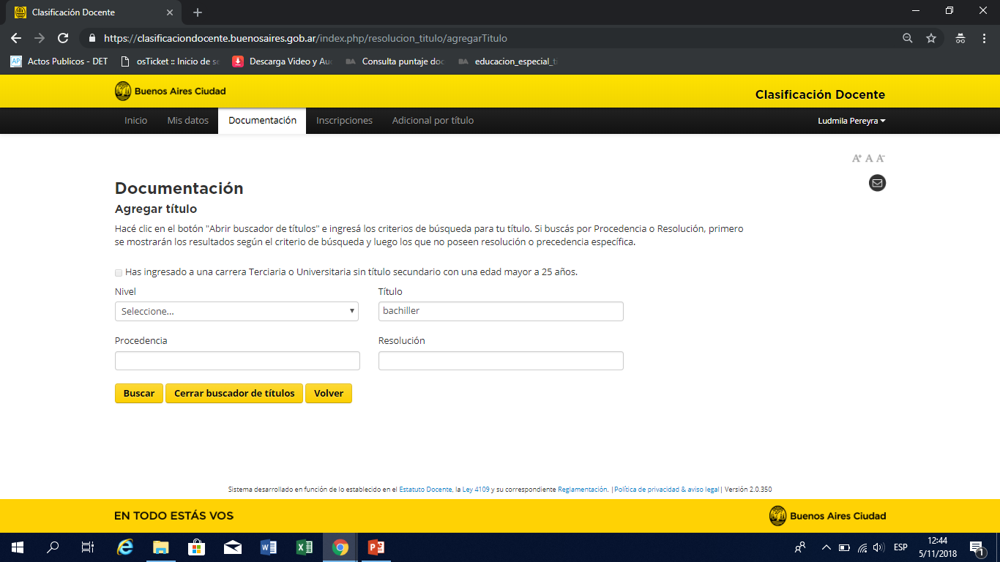 Clasificación Docente
https://clasificaciondocente.buenosaires.gob.ar/index.php/resolucion_titulo/agregarTitulo
AP Actos Publicos - DET osTicket :: Inicio de se Descarga Video y Au BA Consulta puntaje doc BA educacion_especial_ti
Buenos Aires Ciudad
Clasificación Docente
Inicio Mis datos Documentación Inscripciones Adicional por título Ludmila Pereyra
A+ A A-
Documentación
Agregar título
Hacé clic en el botón "Abrir buscador de títulos" e ingresá los criterios de búsqueda para tu título. Si buscás por Procedencia o Resolución, primero
se mostrarán los resultados según el criterio de búsqueda y luego los que no poseen resolución o precedencia específica.
Has ingresado a una carrera Terciaria o Universitaria sin título secundario con una edad mayor a 25 años.
Nivel Título
Seleccione... bachiller
Procedencia Resolución
Buscar Cerrar buscador de títulos Volver
Sistema desarrollado en función de lo establecido en el Estatuto Docente, la Ley 4109 y su correspondiente Reglamentación. |Política de privacidad & aviso legal| Versión 2.0.350
EN TODO ESTÁS VOS Buenos Aires Ciudad
ESP 12:44
5/11/2018 1